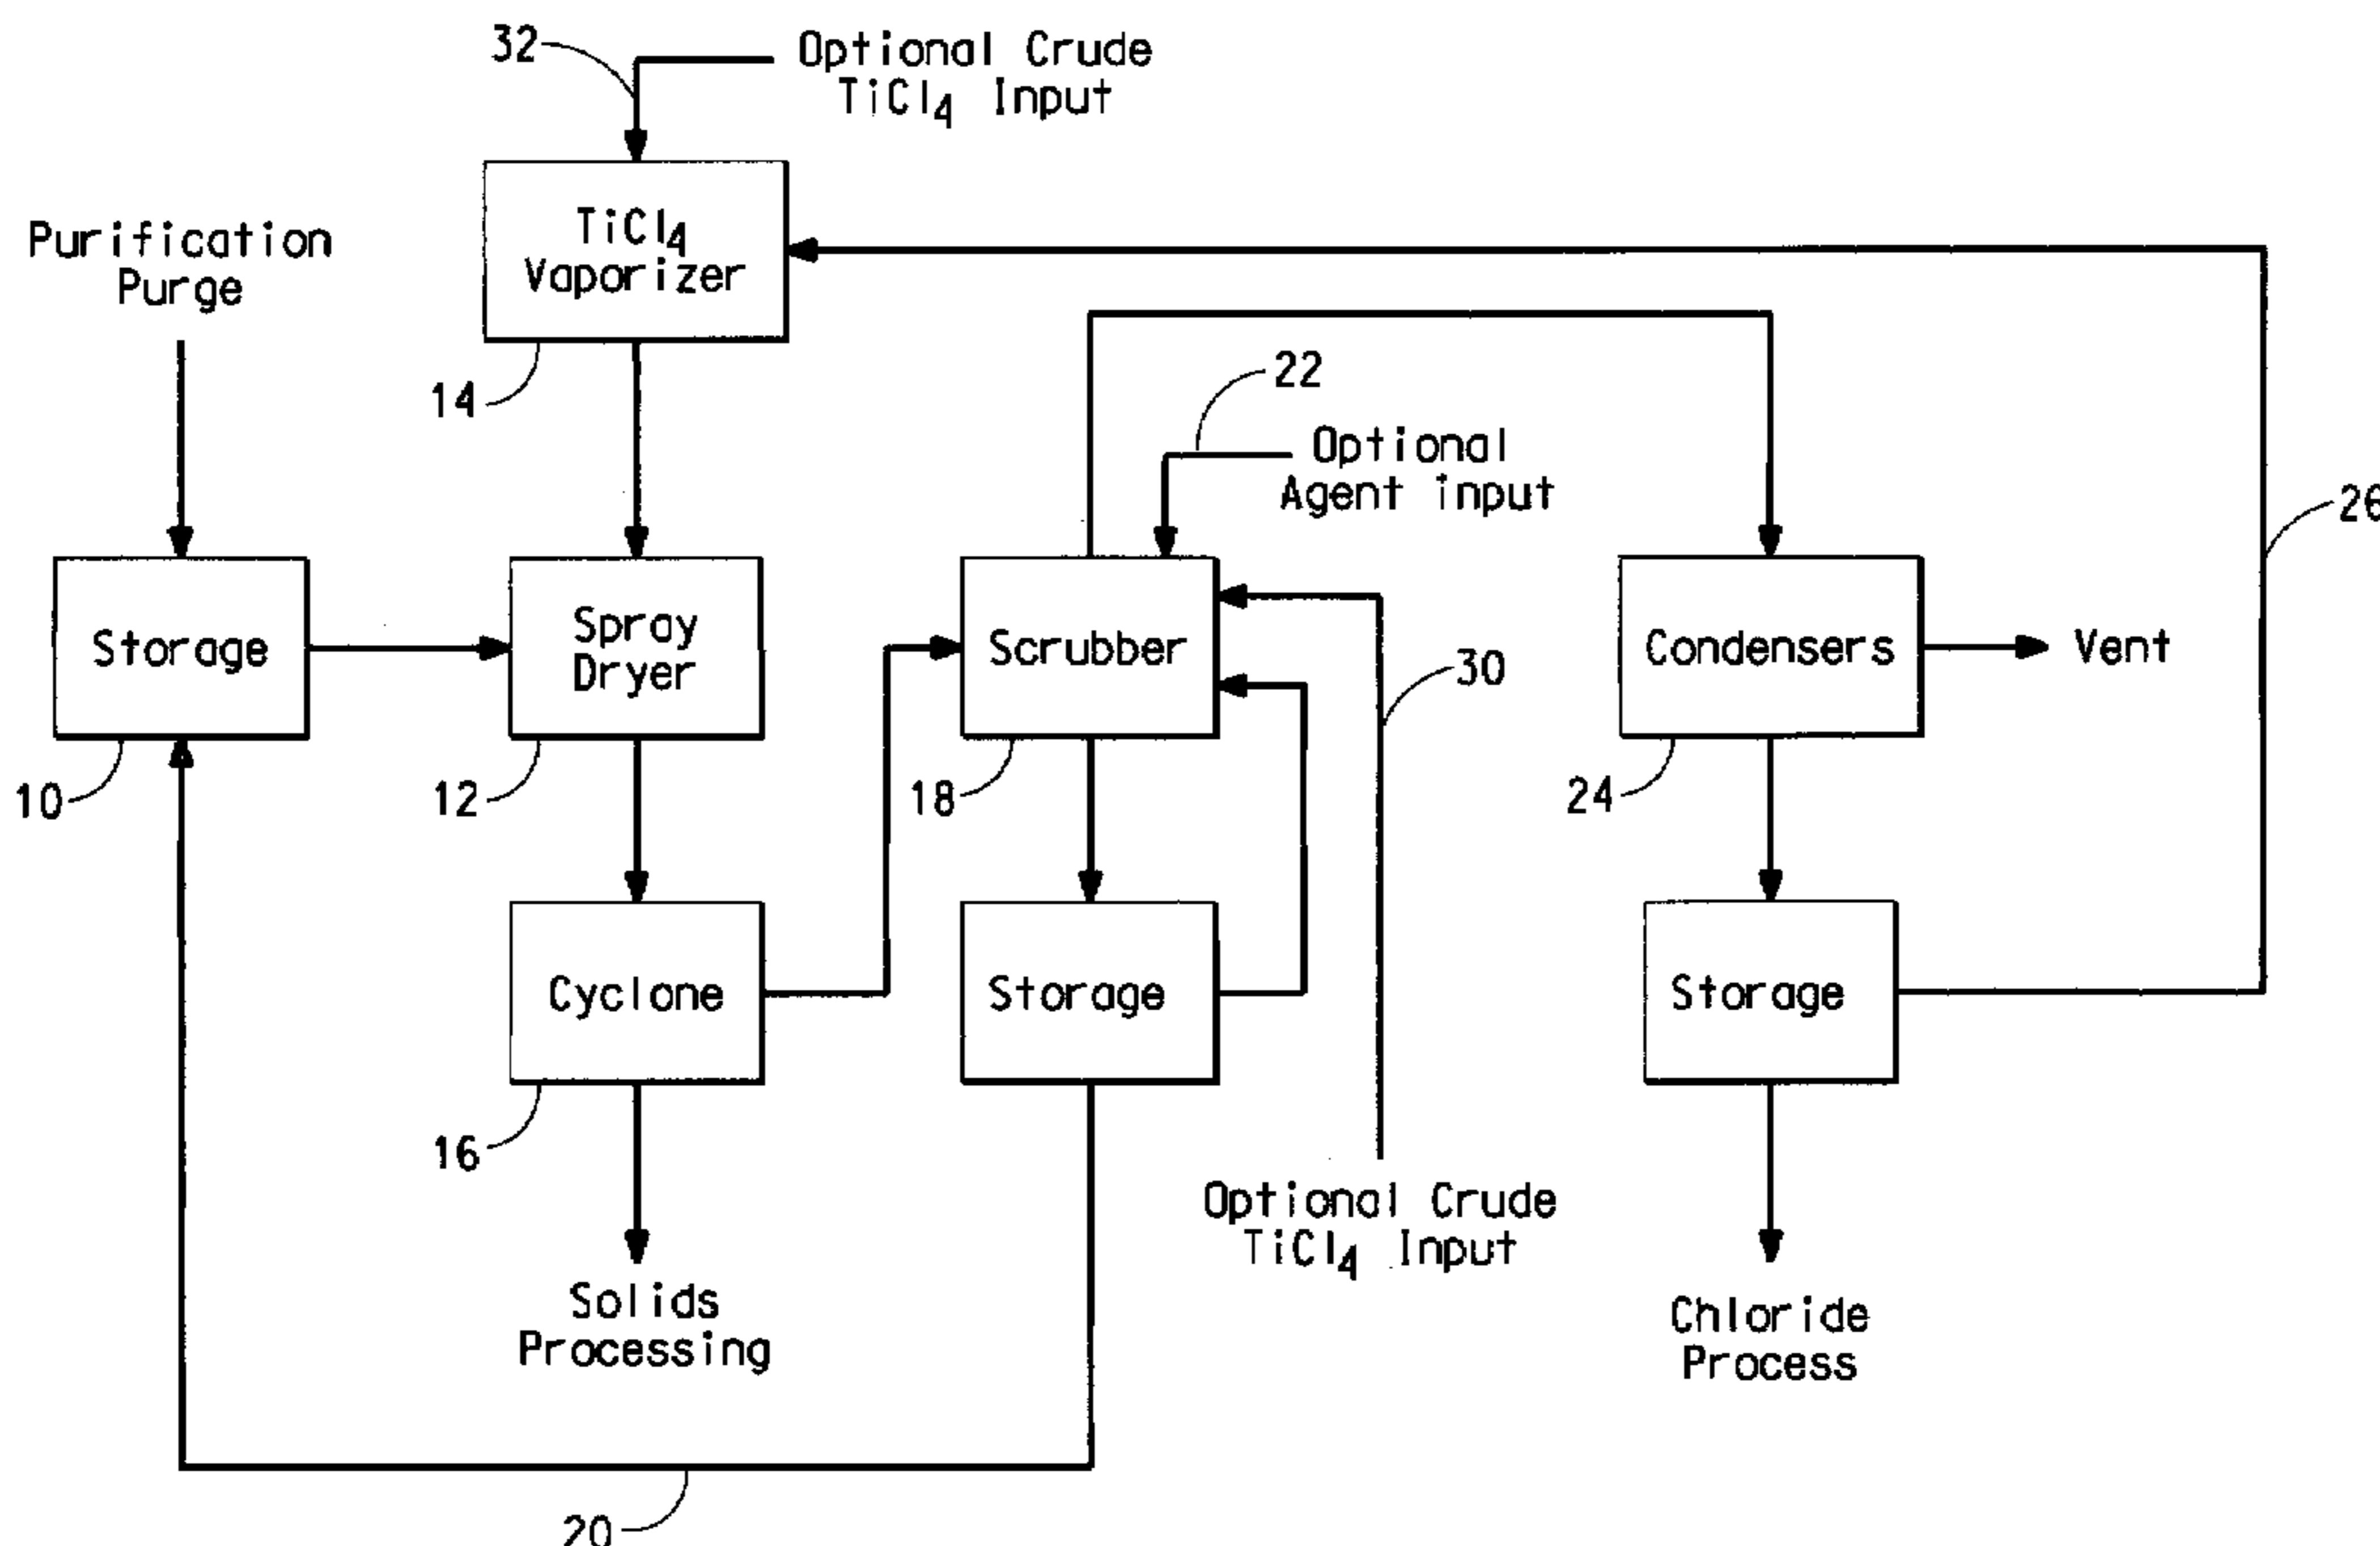 32
Optional Crude
TiCl4 Input
TiCl4
Vaporizer
Purification
Purge
14
22
Optional
Agent input
26
Storage
Spray
Dryer
Scrubber
Condensers
Vent
30
10
12
18
24
Cyclone
Storage
Storage
16
Optional Crude
TiCl4 Input
Solids
Processing
Chloride
Process
20